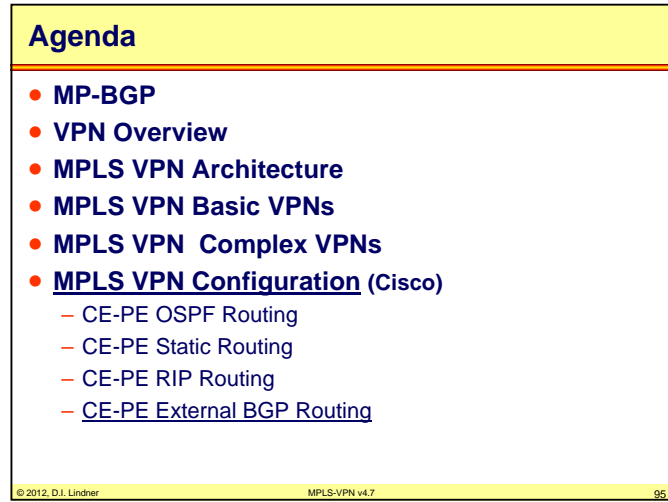 Agenda
• MP-BGP
• VPN Overview
• MPLS VPN Architecture
• MPLS VPN Basic VPNs
• MPLS VPN  Complex VPNs
• MPLS VPN Configuration (Cisco)
– CE-PE OSPF Routing
– CE-PE Static Routing
– CE-PE RIP Routing
– CE-PE External BGP Routing
© 2012, D.I. Lindner MPLS-VPN v4.7 95